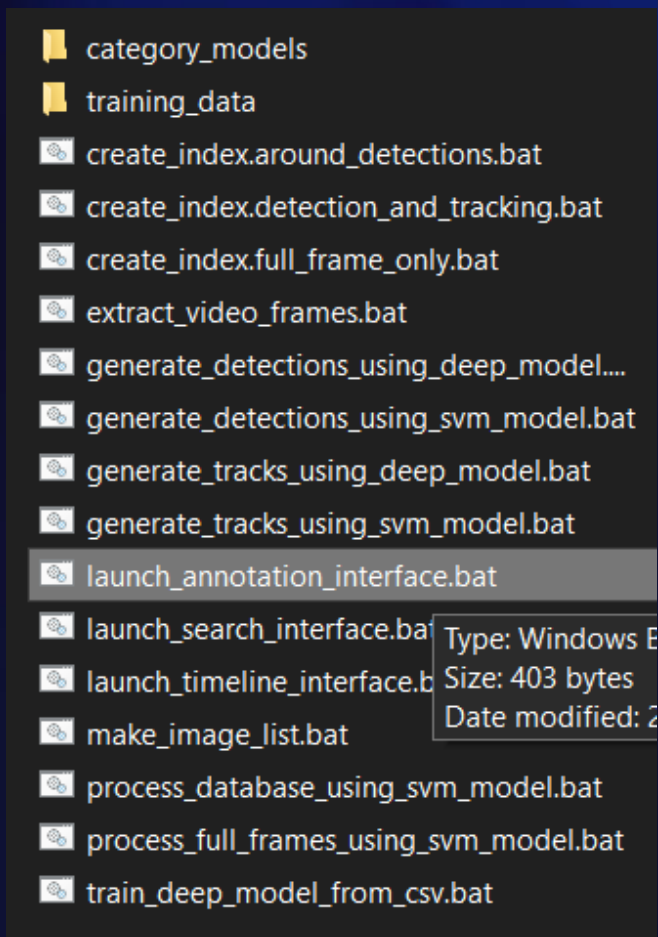 category_models
training_data
create_index.around_detections.bat
create_index.detection_and_tracking.bat
create_index.full_frame_only.bat
extract_video_frames.bat
generate_detections_using_deep_model....
generate_detections_using_svm_model.bat
generate_tracks_using_deep_model.bat
generate_tracks_using_svm_model.bat
launch_annotation_interface.bat
launch_search_interface.bat
Type: Windows
launch_timeline_interface.b
Size: 403 bytes
Date modified: 2
make_image_list.bat
process_database_using_svm_model.bat
process_full_frames_using_svm_model.bat
train_deep_model_from_csv.bat